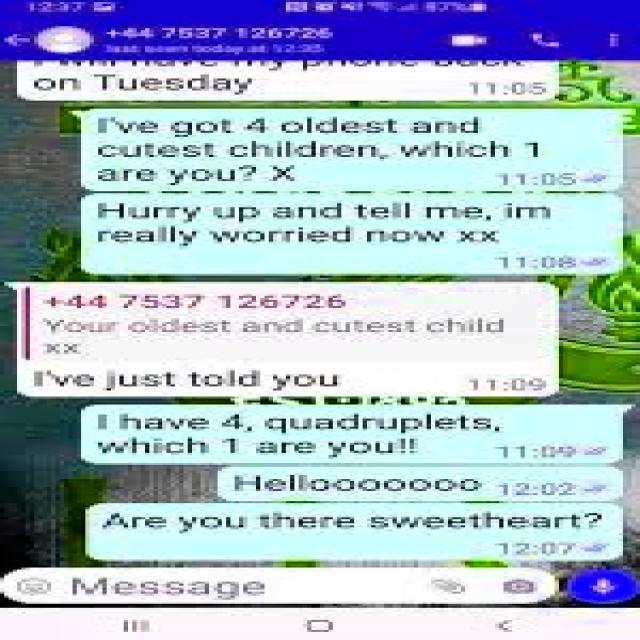 12:37
87%
+44 7537 126726
last seen today at 12:35
I will have my phone back
on Tuesday
11:05
I've got 4 oldest and
cutest children, which 1
are you? X
11:05
Hurry up and tell me, im
really worried now xx
11:08
+44 7537 126726
Your oldest and cutest child
xx
I've just told you
11:09
I have 4, quadruplets,
which 1 are you!!
11:09
Hellooooooo 12:02
Are you there sweetheart?
12:07
Message